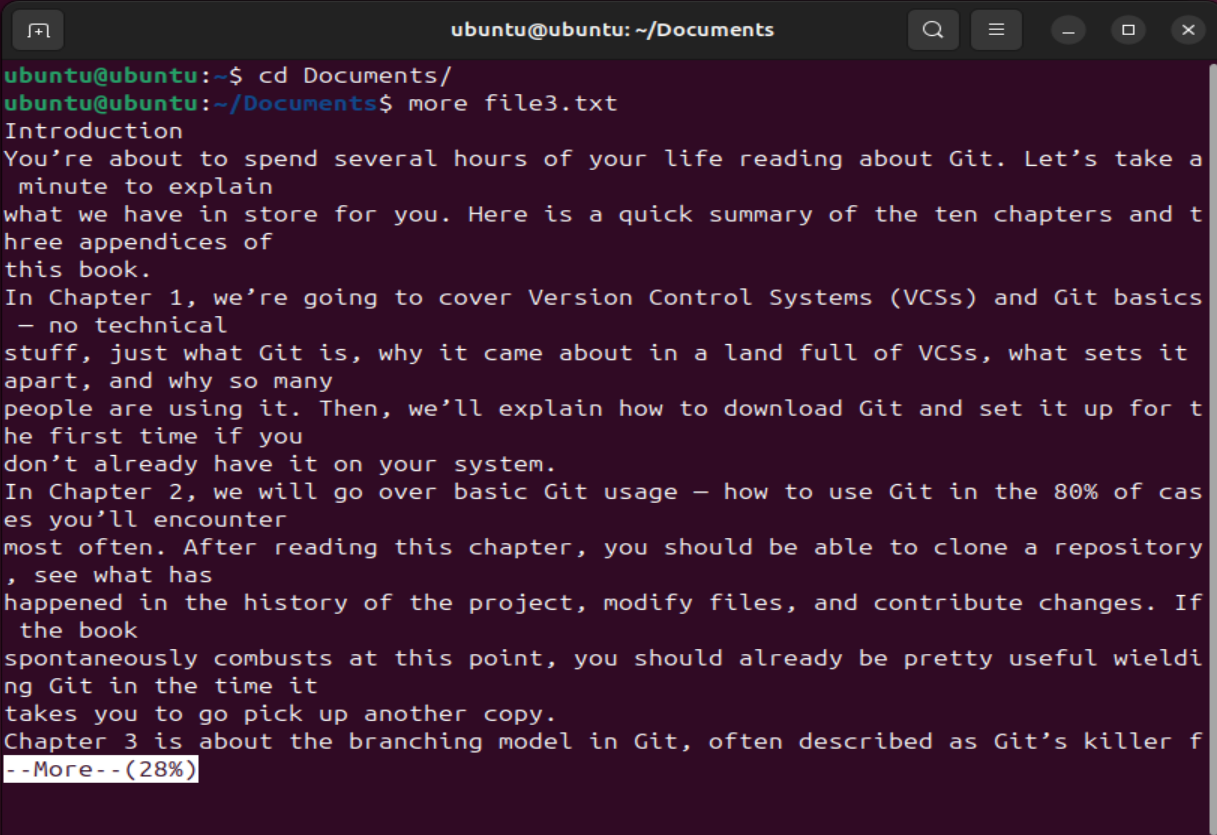 ubuntu@ubuntu: ~/Documents
ubuntu@ubuntu:~$ cd Documents/
ubuntu@ubuntu:~/Documents$ more file3.txt
Introduction
You’re about to spend several hours of your life reading about Git. Let’s take a
 minute to explain
what we have in store for you. Here is a quick summary of the ten chapters and t
hree appendices of
this book.
In Chapter 1, we’re going to cover Version Control Systems (VCSs) and Git basics
 — no technical
stuff, just what Git is, why it came about in a land full of VCSs, what sets it
apart, and why so many
people are using it. Then, we’ll explain how to download Git and set it up for t
he first time if you
don’t already have it on your system.
In Chapter 2, we will go over basic Git usage — how to use Git in the 80% of cas
es you’ll encounter
most often. After reading this chapter, you should be able to clone a repository
, see what has
happened in the history of the project, modify files, and contribute changes. If
 the book
spontaneously combusts at this point, you should already be pretty useful wieldi
ng Git in the time it
takes you to go pick up another copy.
Chapter 3 is about the branching model in Git, often described as Git’s killer f
--More--(28%)